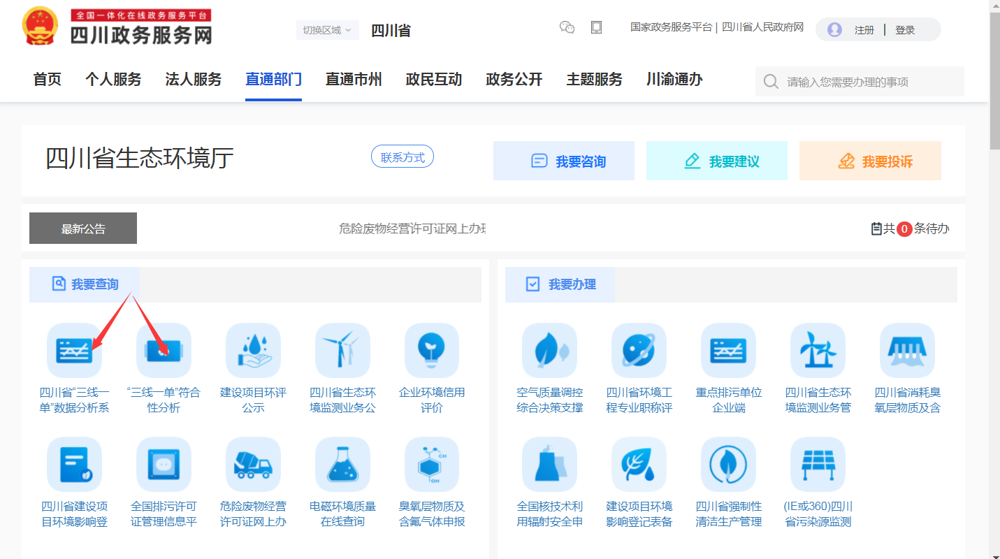 全国一体化在线政务服务平台
四川政务服务网
切换区域
四川省
国家政务服务平台 | 四川省人民政府网
注册
登录
首页
个人服务
法人服务
直通部门
直通市州
政民互动
政务公开
主题服务
川渝通办
请输入您需要办理的事项
四川省生态环境厅
联系方式
我要咨询
我要建议
我要投诉
最新公告
危险废物经营许可证网上办
共0条待办
我要查询
四川省“三线一
单”数据分析系
“三线一单”符合
性分析
建设项目环评
公示
四川省生态环
境监测业务公
企业环境信用
评价
四川省建设项
目环境影响登
全国排污许可
证管理信息平
危险废物经营
许可证网上办
电磁环境质量
在线查询
CH
OH
臭氧层物质及
含氟气体申报
我要办理
空气质量调控
综合决策支撑
四川省环境工
程专业职称评
重点排污单位
企业端
四川省生态环
境监测业务管
四川省消耗臭
氧层物质及含
全国核技术利
用辐射安全申
建设项目环境
影响登记表备
四川省强制性
清洁生产管理
(IE或360)四川
省污染源监测